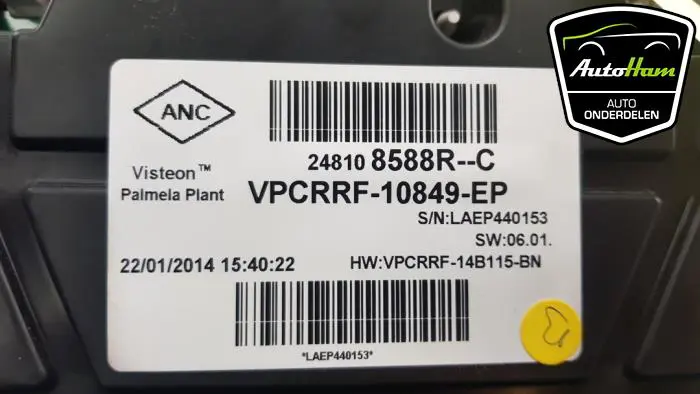 AutoHam
AUTO
ONDERDELEN
ANC
Visteon™
Palmela Plant
24810 8588R--C
VPCRRF-10849-EP
S/N:LAEP440153
SW:06.01.
22/01/2014 15:40:22
HW:VPCRRF-14B115-BN
*LAEP440153*